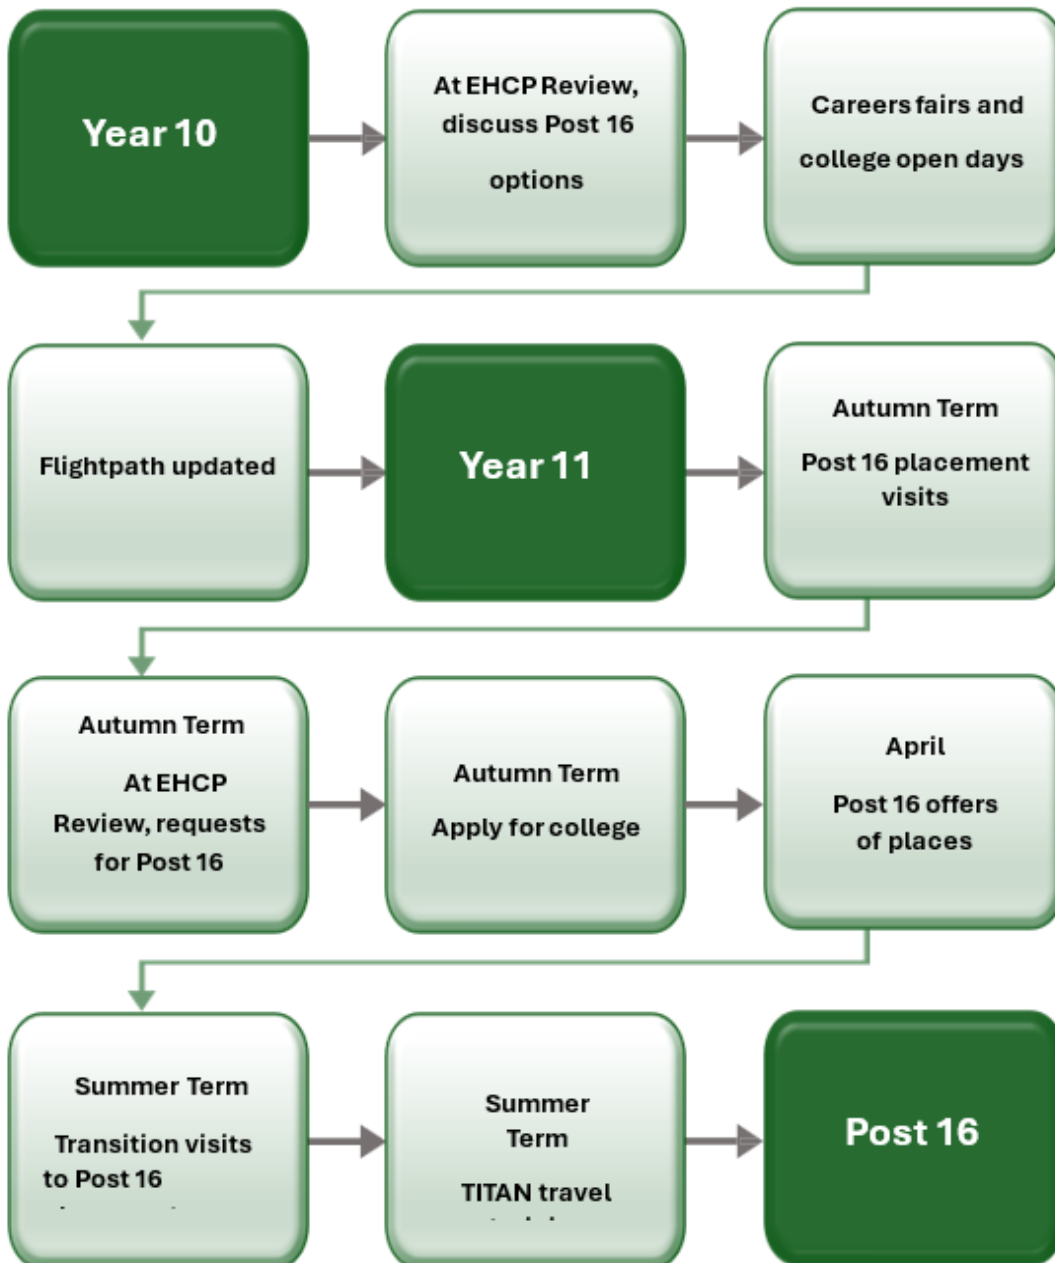 Year 10
At EHCP Review,
discuss Post 16
options
Careers fairs and
college open days
Flightpath updated
Year 11
Autumn Term
Post 16 placement
visits
Autumn Term
At EHCP
Review, requests
for Post 16
Autumn Term
Apply for college
April
Post 16 offers
of places
Summer Term
Transition visits
to Post 16
Summer
Term
TITAN travel
Post 16